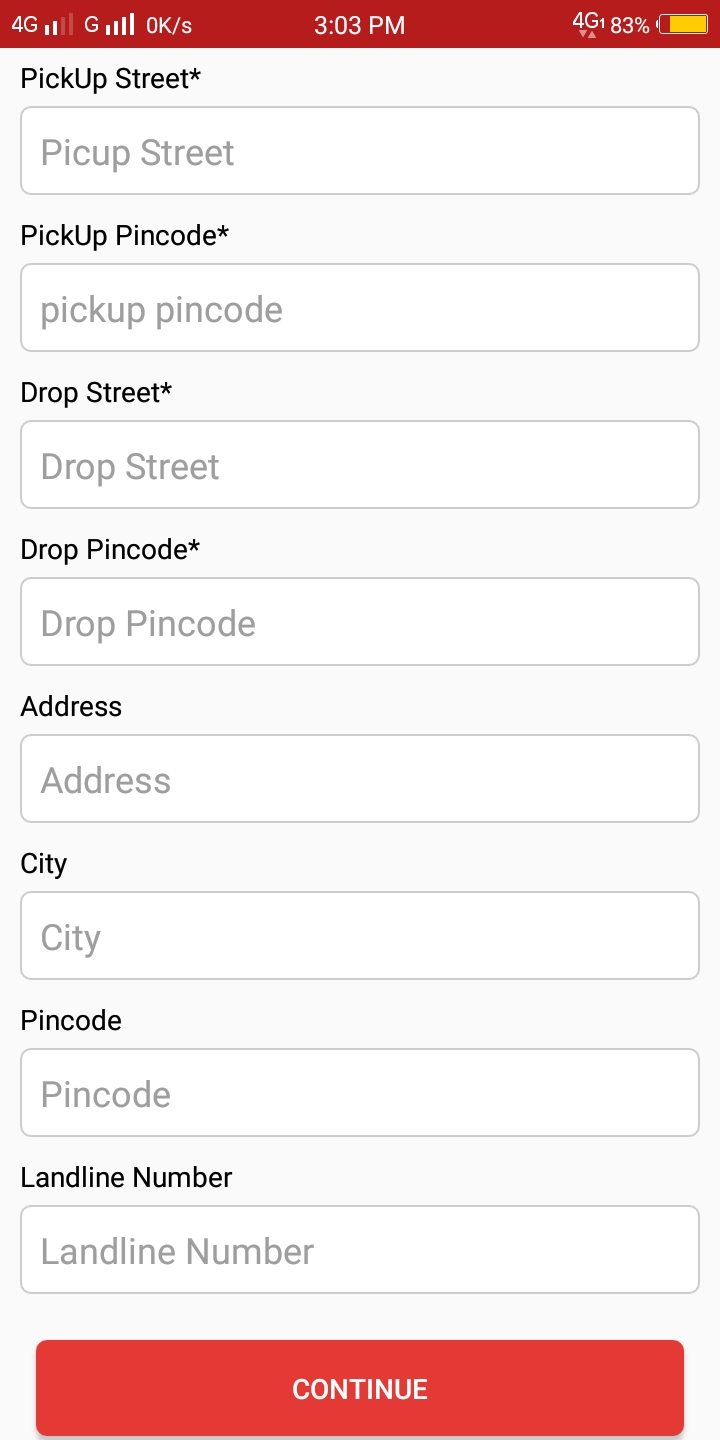 4G G 0K/s 3:03 PM 4G1 83%
PickUp Street*
Picup Street
PickUp Pincode*
pickup pincode
Drop Street*
Drop Street
Drop Pincode*
Drop Pincode
Address
Address
City
City
Pincode
Pincode
Landline Number
Landline Number
CONTINUE